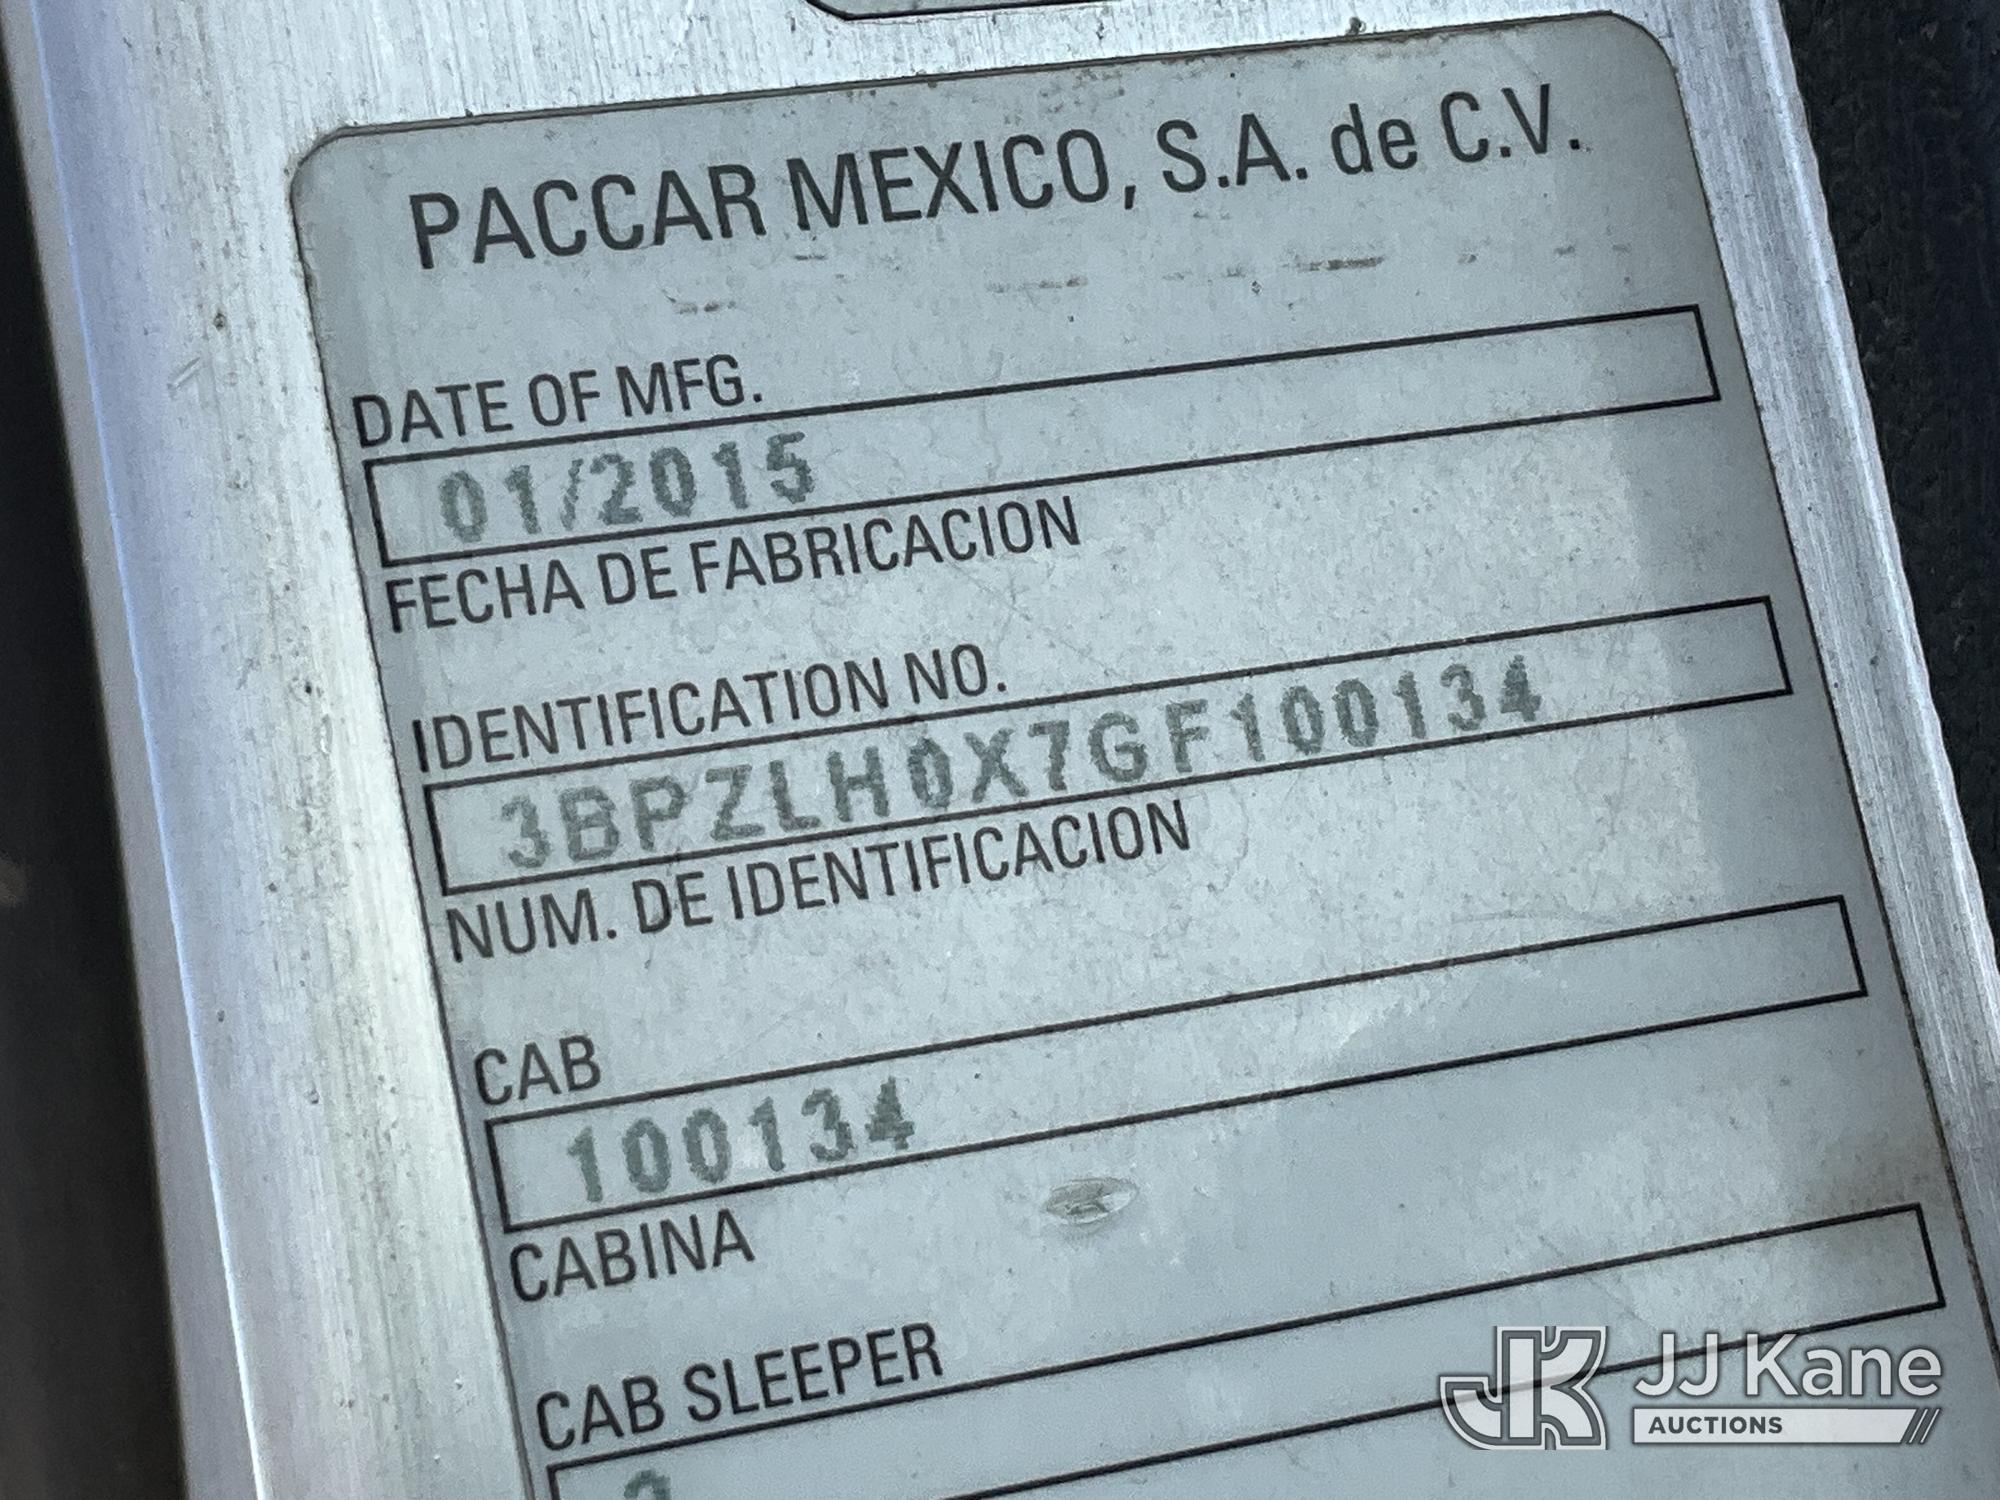 PACCAR MEXICO, S.A. de C.V.
DATE OF MFG.
01/2015
FECHA DE FABRICACION
IDENTIFICATION NO.
3BPZLH0X7GF100134
NUM. DE IDENTIFICACION
CAB
100134
CABINA
CAB SLEEPER
JK JJ Kane
AUCTIONS